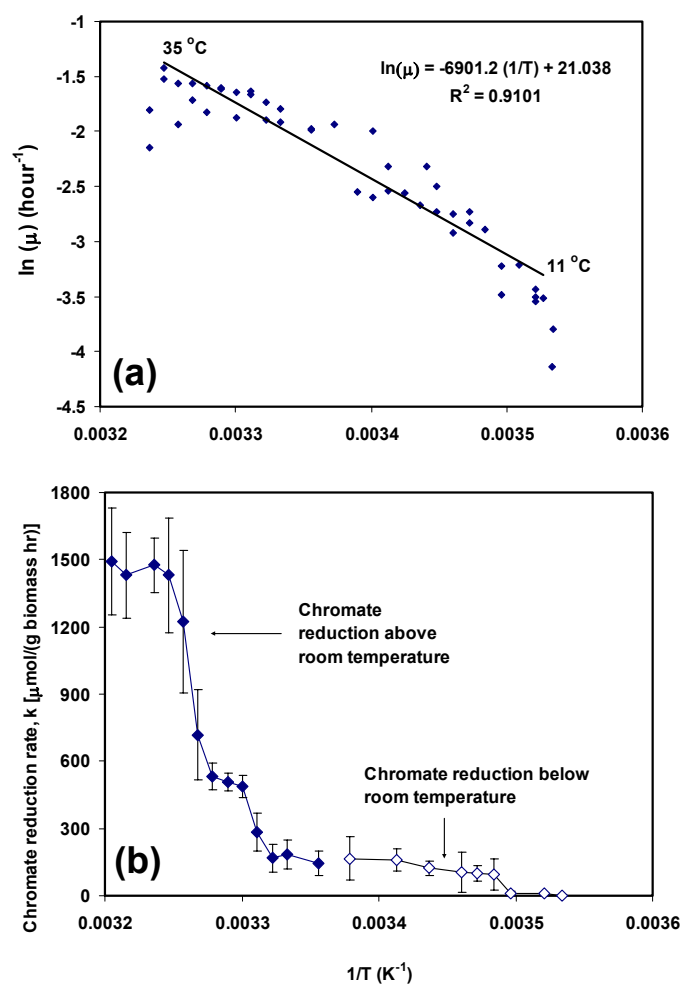 -1
-1.5
-2
-2.5
-3
-3.5
-4
-4.5
ln (μ) (hour⁻¹)
35 °C
ln(μ) = -6901.2 (1/T) + 21.038
R² = 0.9101
11 °C
(a)
0.0032 0.0033 0.0034 0.0035 0.0036
1800
1500
1200
900
600
300
0
Chromate reduction rate, k [μmol/(g biomass hr)]
Chromate
reduction above
room temperature
Chromate reduction below
room temperature
(b)
0.0032 0.0033 0.0034 0.0035 0.0036
1/T (K⁻¹)